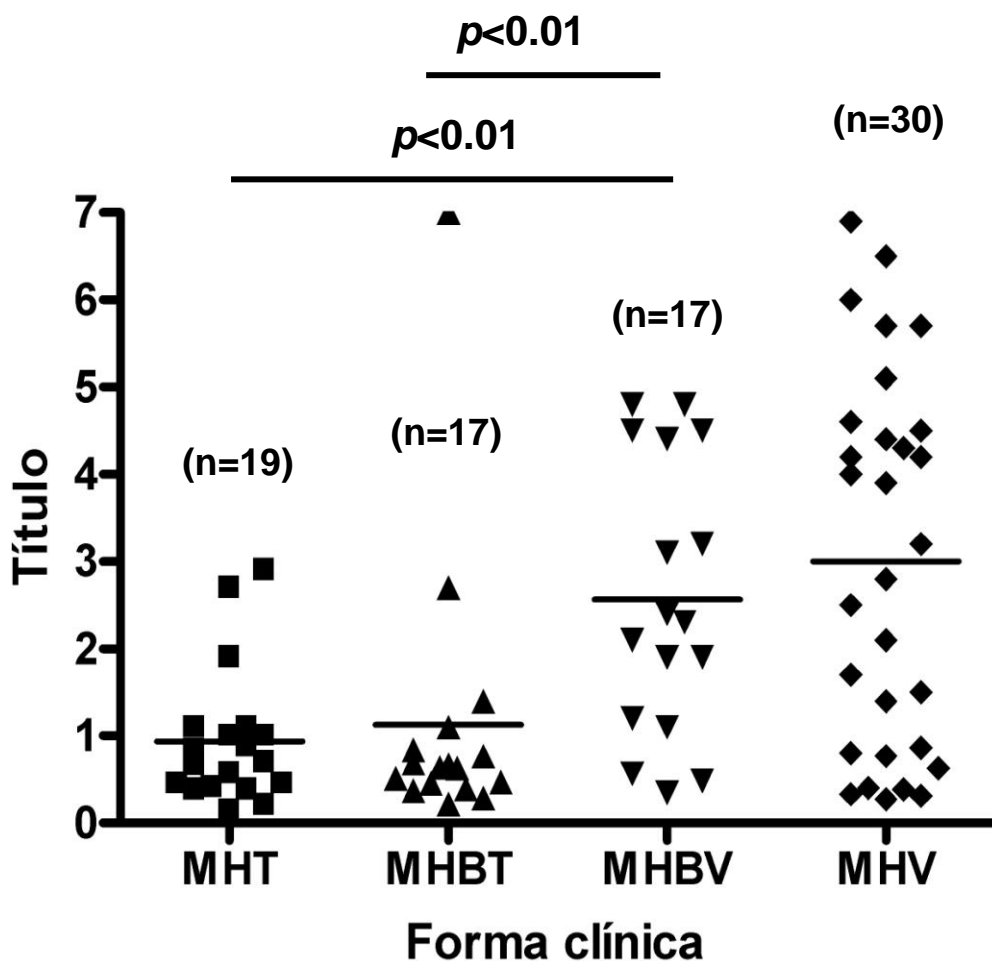 p<0.01
(n=30)
p<0.01
7
6
(n=17)
5
(n=17)
(n=19)
4
Título
3
2
1
0
MHT MHBT MHBV MHV
Forma clínica